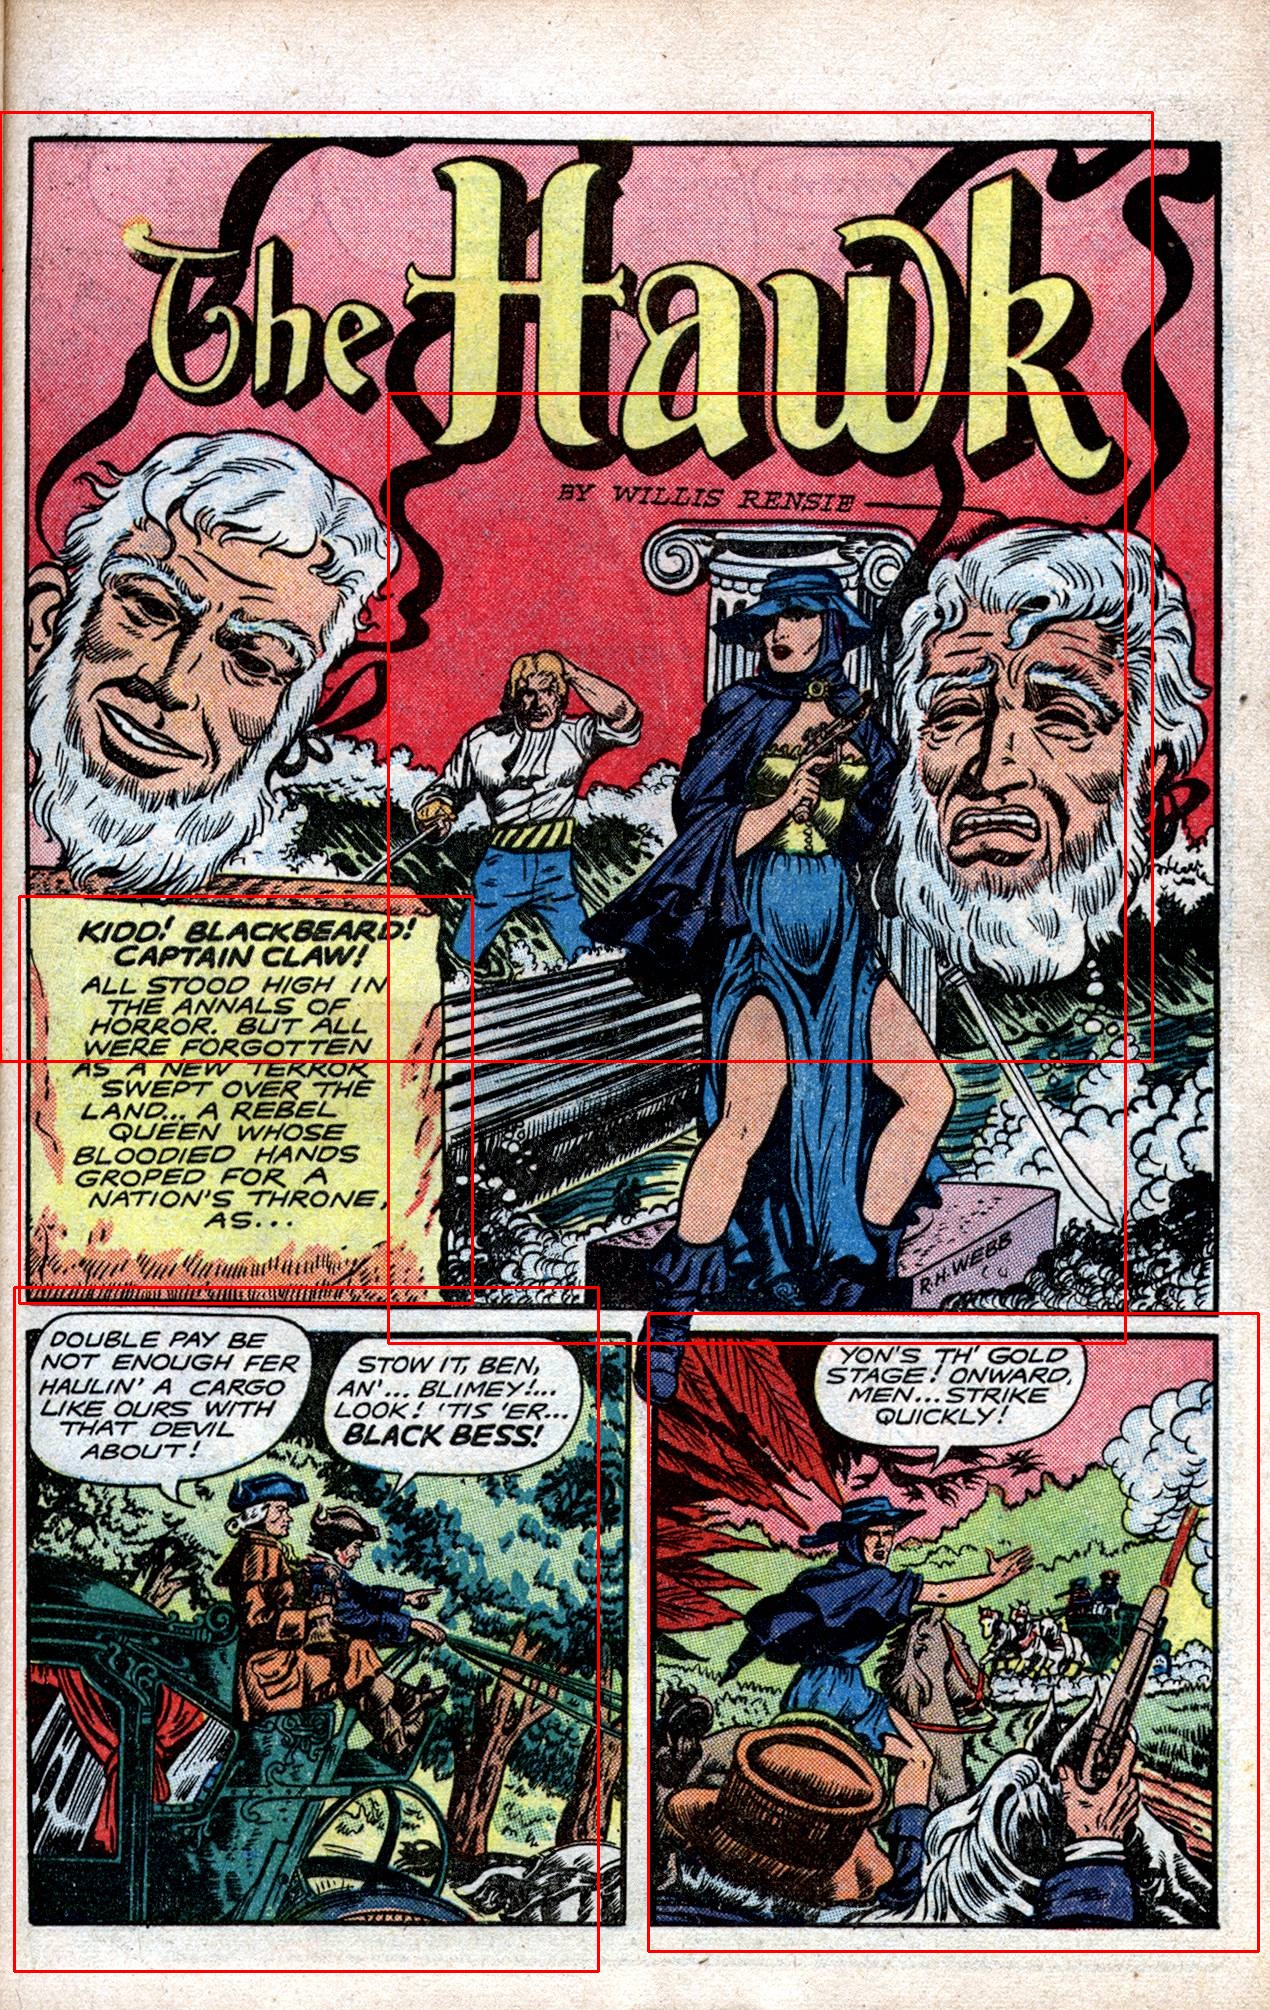 The Hawk
BY WILLIS RENSIE
KIDD! BLACKBEARD!
CAPTAIN CLAW!
ALL STOOD HIGH IN
THE ANNALS OF
HORROR. BUT ALL
WERE FORGOTTEN
AS A NEW TERROR
SWEPT OVER THE
LAND... A REBEL
QUEEN WHOSE
BLOODIED HANDS
GROPED FOR A
NATION'S THRONE,
AS...
R.H. WEBB
DOUBLE PAY BE
NOT ENOUGH FER
HAULIN' A CARGO
LIKE OURS WITH
THAT DEVIL
ABOUT!
STOW IT, BEN,
AN'... BLIMEY!...
LOOK! 'TIS 'ER...
BLACK BESS!
YON'S TH' GOLD
STAGE! ONWARD,
MEN... STRIKE
QUICKLY!